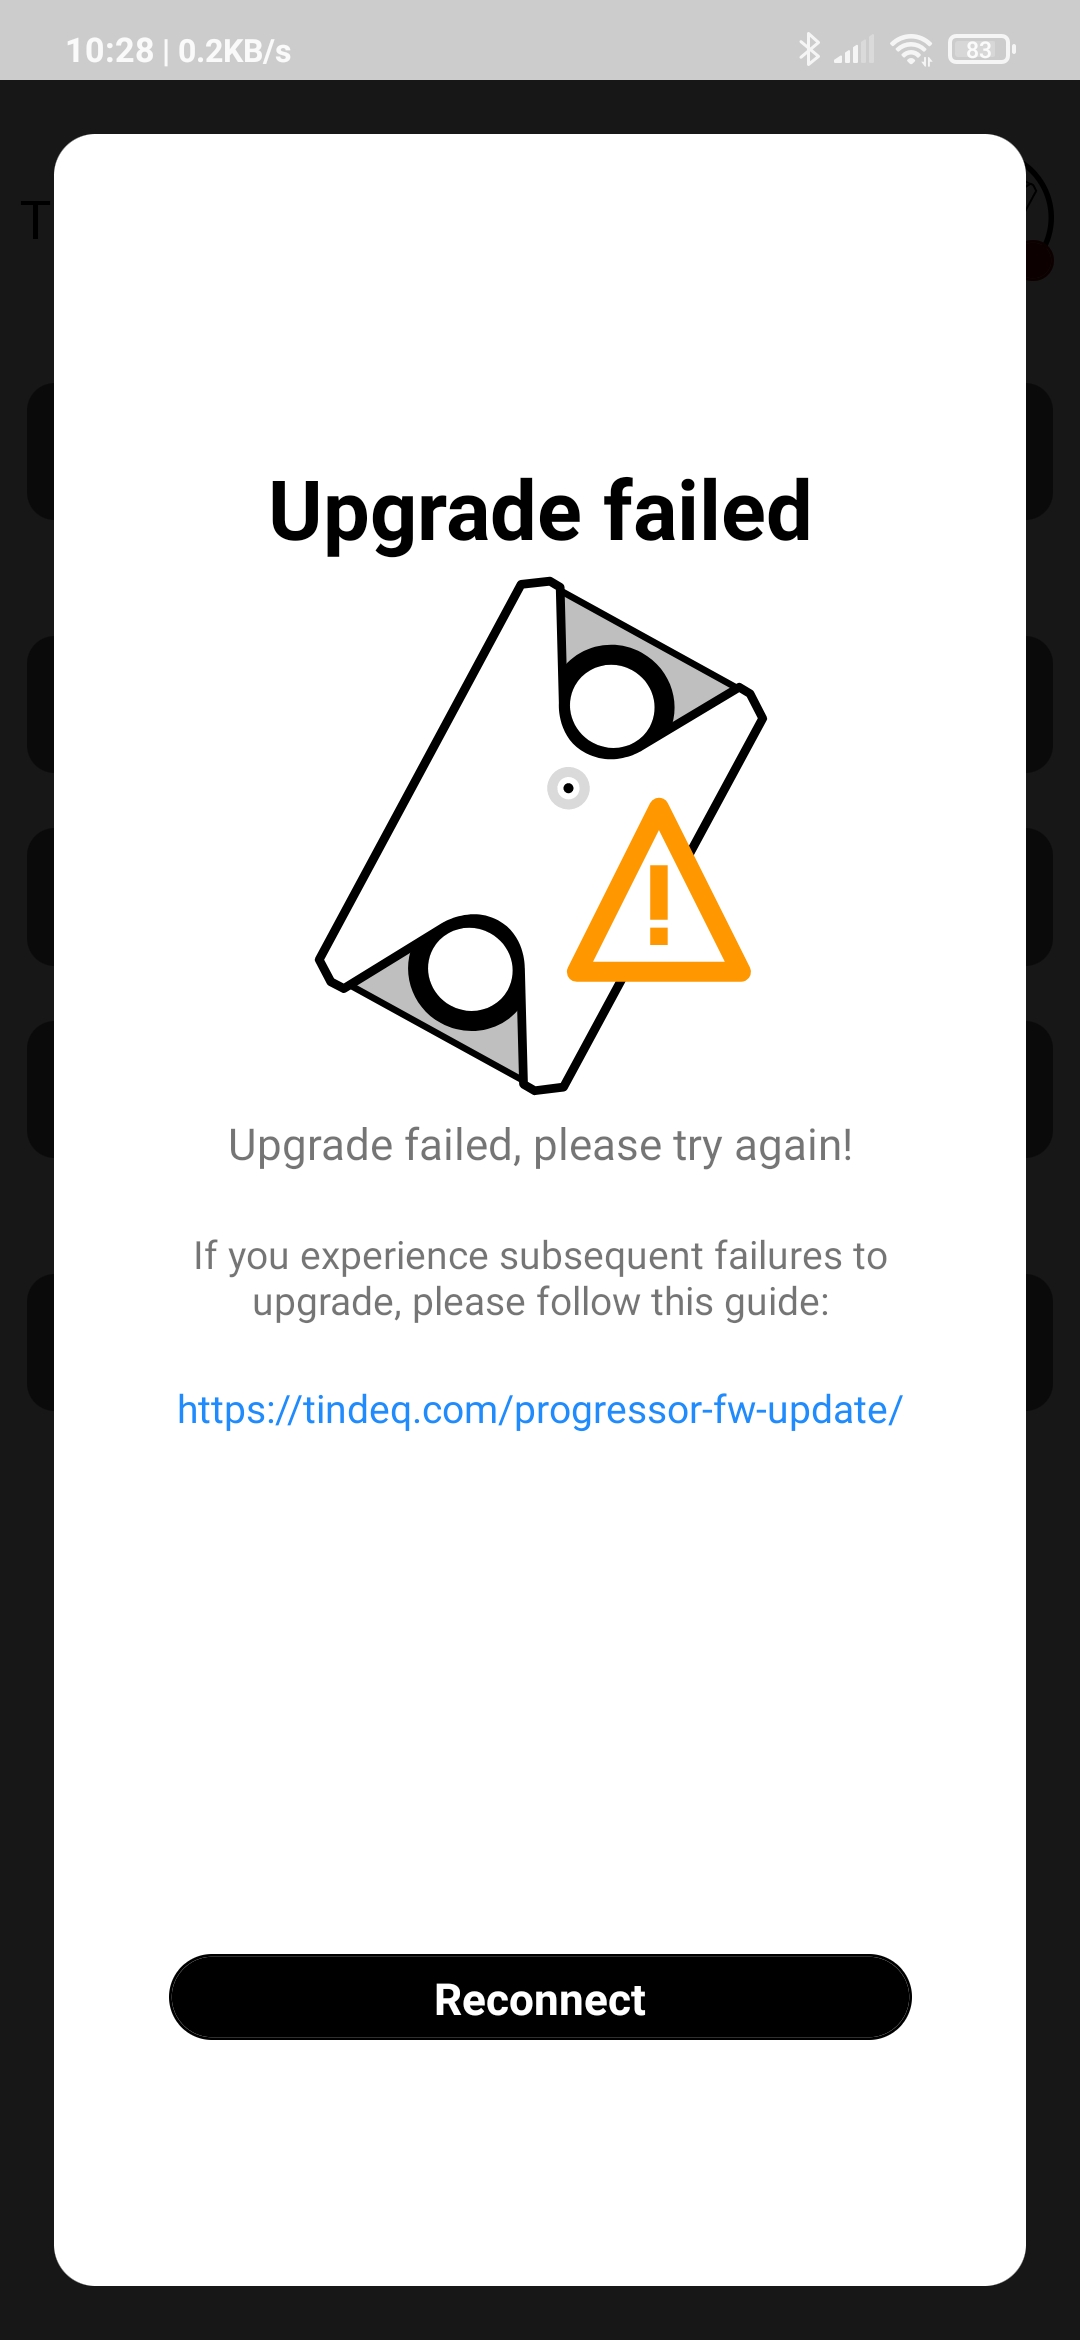 10:28 | 0.2KB/s
83
T
Upgrade failed
Upgrade failed, please try again!
If you experience subsequent failures to
upgrade, please follow this guide:
https://tindeq.com/progressor-fw-update/
Reconnect